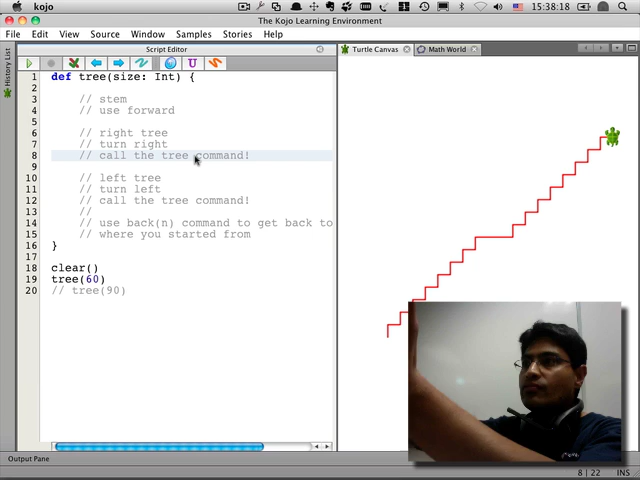 kojo
15:38:18
The Kojo Learning Environment
File Edit View Source Window Samples Stories Help
History List
Script Editor
Turtle Canvas
Math World
1 def tree(size: Int) {
2
3 // stem
4 // use forward
5
6 // right tree
7 // turn right
8 // call the tree command!
9
10 // left tree
11 // turn left
12 // call the tree command!
13 //
14 // use back(n) command to get back to
15 // where you started from
16 }
17
18 clear()
19 tree(60)
20 // tree(90)
Output Pane
8 | 22 INS